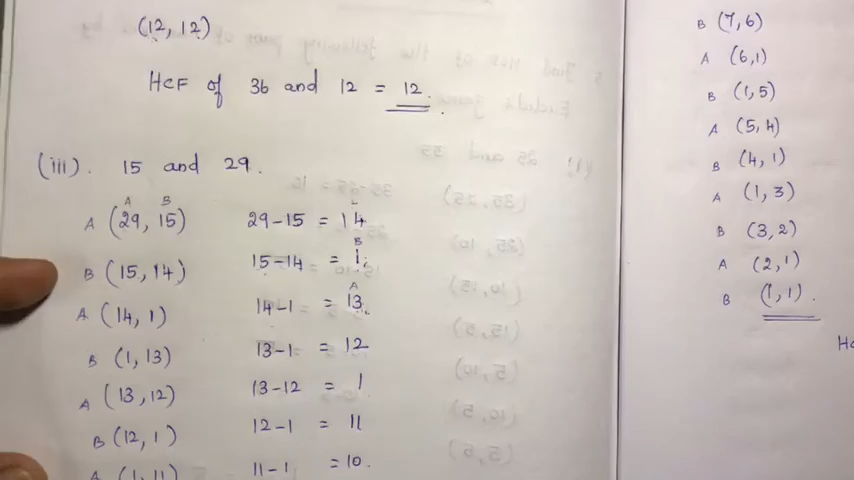 (12, 12)
HCF of 36 and 12 = 12.
(iii). 15 and 29.
A B
A (29, 15) 29-15 = 14
B
B (15, 14) 15-14 = 1
A
A (14, 1) 14-1 = 13
B (1, 13) 13-1 = 12
A (13, 12) 13-12 = 1
B (12, 1) 12-1 = 11
A (1, 11) 11-1 = 10.
B (7, 6)
A (6, 1)
B (1, 5)
A (5, 4)
B (4, 1)
A (1, 3)
B (3, 2)
A (2, 1)
B (1, 1).